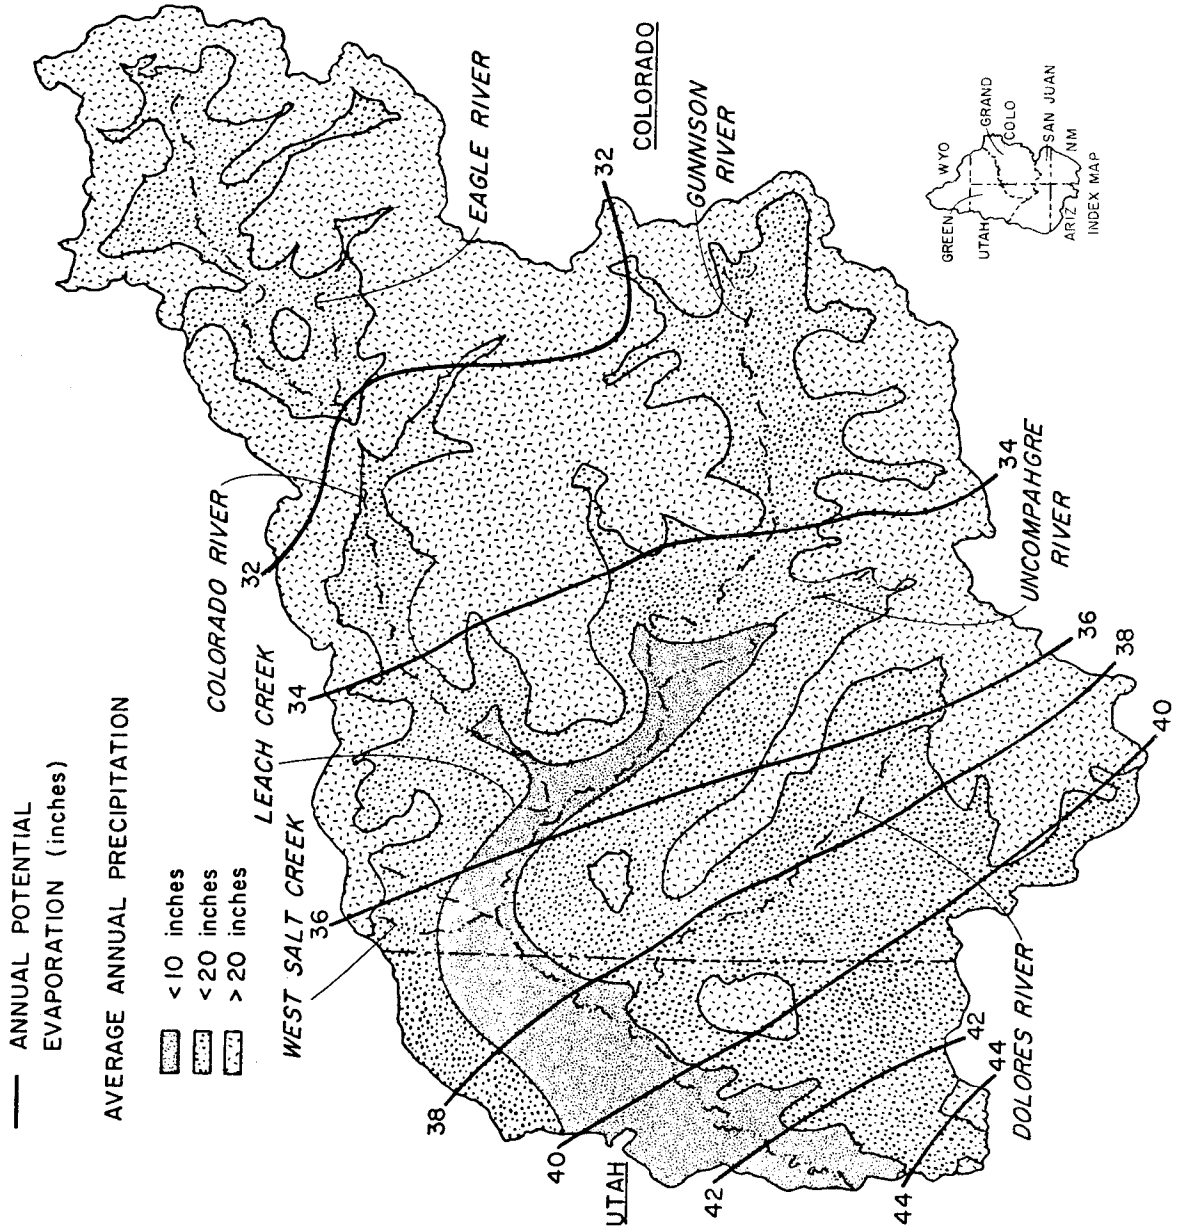 ANNUAL POTENTIAL
EVAPORATION (inches)
AVERAGE ANNUAL PRECIPITATION
<10 inches
<20 inches
>20 inches
WEST SALT CREEK
LEACH CREEK
COLORADO RIVER
EAGLE RIVER
COLORADO
GUNNISON
RIVER
UNCOMPAHGRE
RIVER
DOLORES RIVER
UTAH
32
32
34
34
36
36
38
38
40
40
42
42
44
44
GREEN
WYO
UTAH
GRAND
COLO
SAN JUAN
ARIZ
NM
INDEX MAP